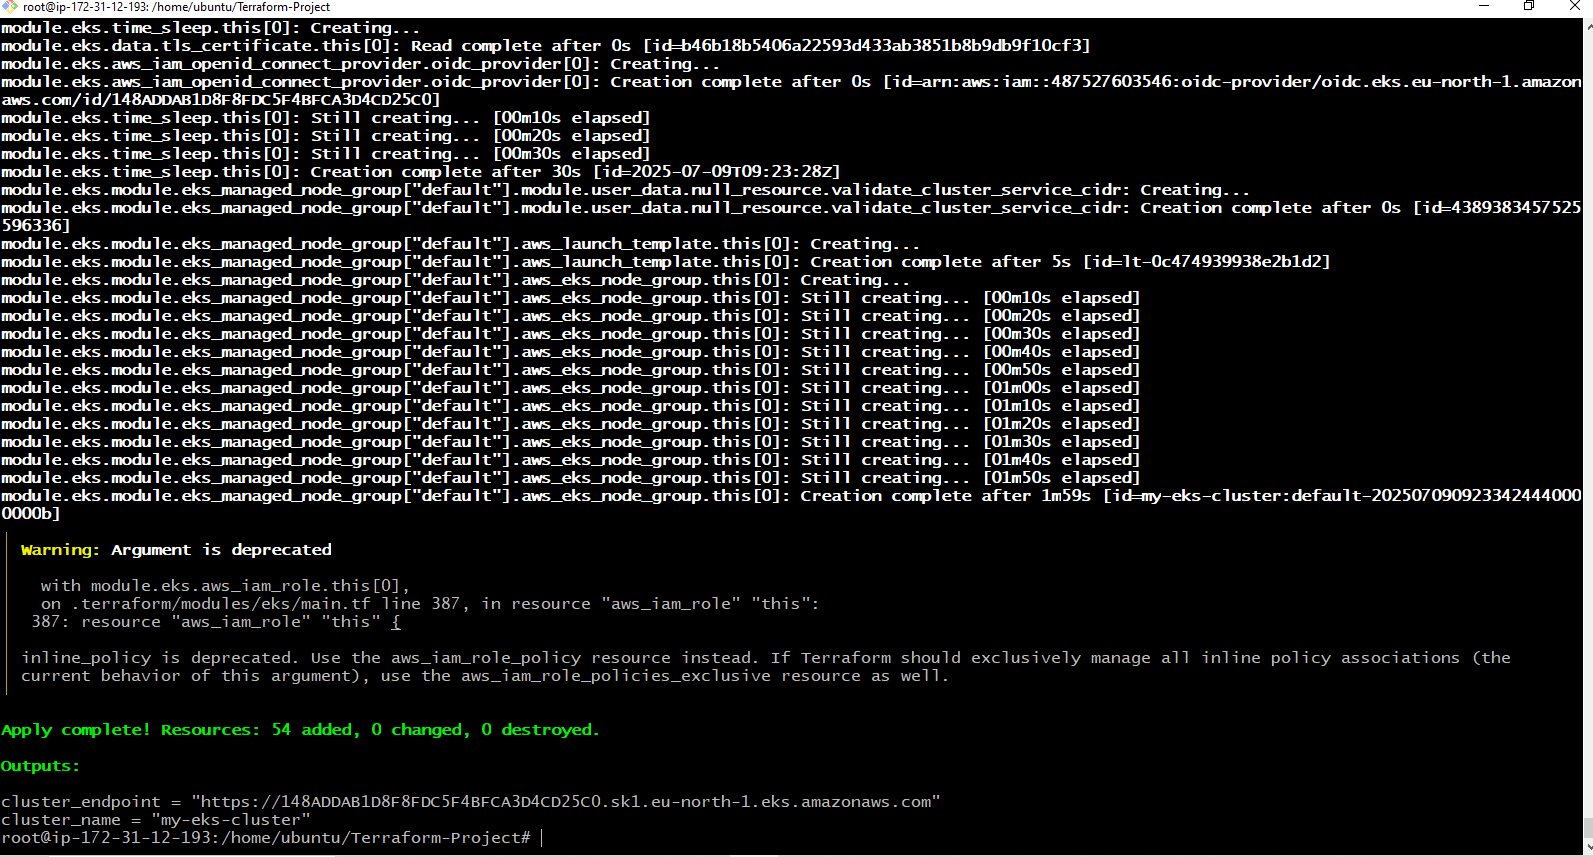 root@ip-172-31-12-193: /home/ubuntu/Terraform-Project
module.eks.time_sleep.this[0]: Creating...
module.eks.data.tls_certificate.this[0]: Read complete after 0s [id=b46b18b5406a22593d433ab3851b8b9db9f10cf3]
module.eks.aws_iam_openid_connect_provider.oidc_provider[0]: Creating...
module.eks.aws_iam_openid_connect_provider.oidc_provider[0]: Creation complete after 0s [id=arn:aws:iam::487527603546:oidc-provider/oidc.eks.eu-north-1.amazon
aws.com/id/148ADDAB1D8F8FDC5F4BFCA3D4CD25C0]
module.eks.time_sleep.this[0]: Still creating... [00m10s elapsed]
module.eks.time_sleep.this[0]: Still creating... [00m20s elapsed]
module.eks.time_sleep.this[0]: Still creating... [00m30s elapsed]
module.eks.time_sleep.this[0]: Creation complete after 30s [id=2025-07-09T09:23:28Z]
module.eks.module.eks_managed_node_group["default"].module.user_data.null_resource.validate_cluster_service_cidr: Creating...
module.eks.module.eks_managed_node_group["default"].module.user_data.null_resource.validate_cluster_service_cidr: Creation complete after 0s [id=4389383457525
596336]
module.eks.module.eks_managed_node_group["default"].aws_launch_template.this[0]: Creating...
module.eks.module.eks_managed_node_group["default"].aws_launch_template.this[0]: Creation complete after 5s [id=lt-0c474939938e2b1d2]
module.eks.module.eks_managed_node_group["default"].aws_eks_node_group.this[0]: Creating...
module.eks.module.eks_managed_node_group["default"].aws_eks_node_group.this[0]: Still creating... [00m10s elapsed]
module.eks.module.eks_managed_node_group["default"].aws_eks_node_group.this[0]: Still creating... [00m20s elapsed]
module.eks.module.eks_managed_node_group["default"].aws_eks_node_group.this[0]: Still creating... [00m30s elapsed]
module.eks.module.eks_managed_node_group["default"].aws_eks_node_group.this[0]: Still creating... [00m40s elapsed]
module.eks.module.eks_managed_node_group["default"].aws_eks_node_group.this[0]: Still creating... [00m50s elapsed]
module.eks.module.eks_managed_node_group["default"].aws_eks_node_group.this[0]: Still creating... [01m00s elapsed]
module.eks.module.eks_managed_node_group["default"].aws_eks_node_group.this[0]: Still creating... [01m10s elapsed]
module.eks.module.eks_managed_node_group["default"].aws_eks_node_group.this[0]: Still creating... [01m20s elapsed]
module.eks.module.eks_managed_node_group["default"].aws_eks_node_group.this[0]: Still creating... [01m30s elapsed]
module.eks.module.eks_managed_node_group["default"].aws_eks_node_group.this[0]: Still creating... [01m40s elapsed]
module.eks.module.eks_managed_node_group["default"].aws_eks_node_group.this[0]: Still creating... [01m50s elapsed]
module.eks.module.eks_managed_node_group["default"].aws_eks_node_group.this[0]: Creation complete after 1m59s [id=my-eks-cluster:default-202507090923342444000
0000b]
Warning: Argument is deprecated
with module.eks.aws_iam_role.this[0],
on .terraform/modules/eks/main.tf line 387, in resource "aws_iam_role" "this":
387: resource "aws_iam_role" "this" {
inline_policy is deprecated. Use the aws_iam_role_policy resource instead. If Terraform should exclusively manage all inline policy associations (the
current behavior of this argument), use the aws_iam_role_policies_exclusive resource as well.
Apply complete! Resources: 54 added, 0 changed, 0 destroyed.
Outputs:
cluster_endpoint = "https://148ADDAB1D8F8FDC5F4BFCA3D4CD25C0.sk1.eu-north-1.eks.amazonaws.com"
cluster_name = "my-eks-cluster"
root@ip-172-31-12-193:/home/ubuntu/Terraform-Project#